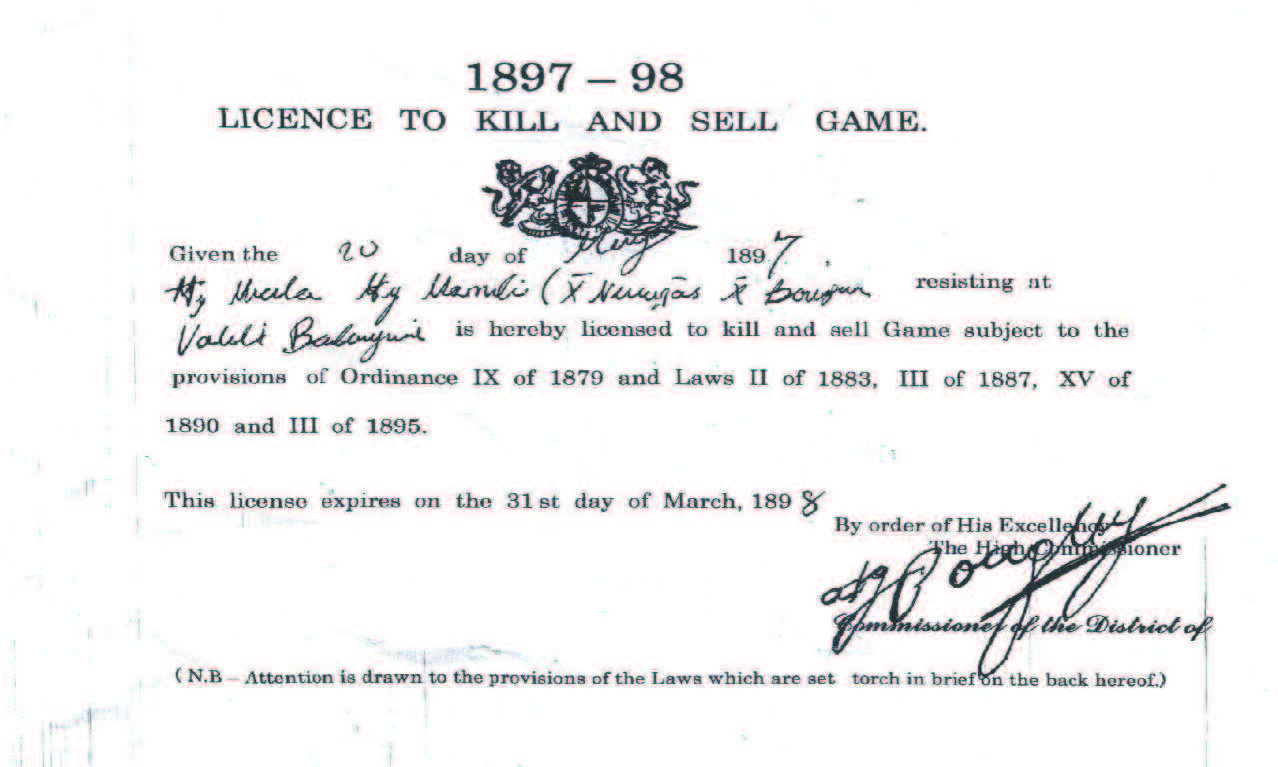 1897 – 98
LICENCE TO KILL AND SELL GAME.
Given the 20 day of 1897.
resisting at
is hereby licensed to kill and sell Game subject to the
provisions of Ordinance IX of 1879 and Laws II of 1883, III of 1887, XV of
1890 and III of 1895.
This license expires on the 31st day of March, 1898
By order of His Excellency
The High Commissioner
Commissioner of the District of
( N.B – Attention is drawn to the provisions of the Laws which are set torch in brief on the back hereof.)